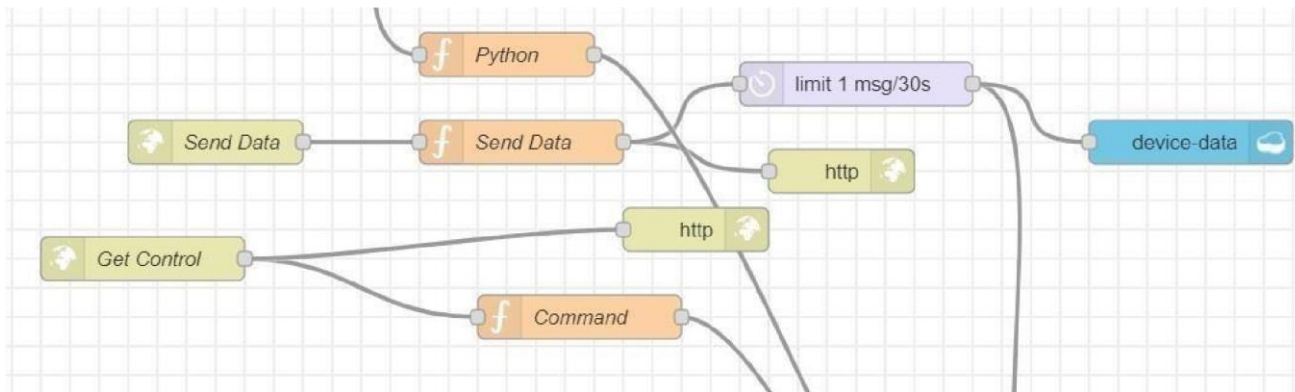 Python
limit 1 msg/30s
Send Data
Send Data
device-data
http
http
Get Control
Command